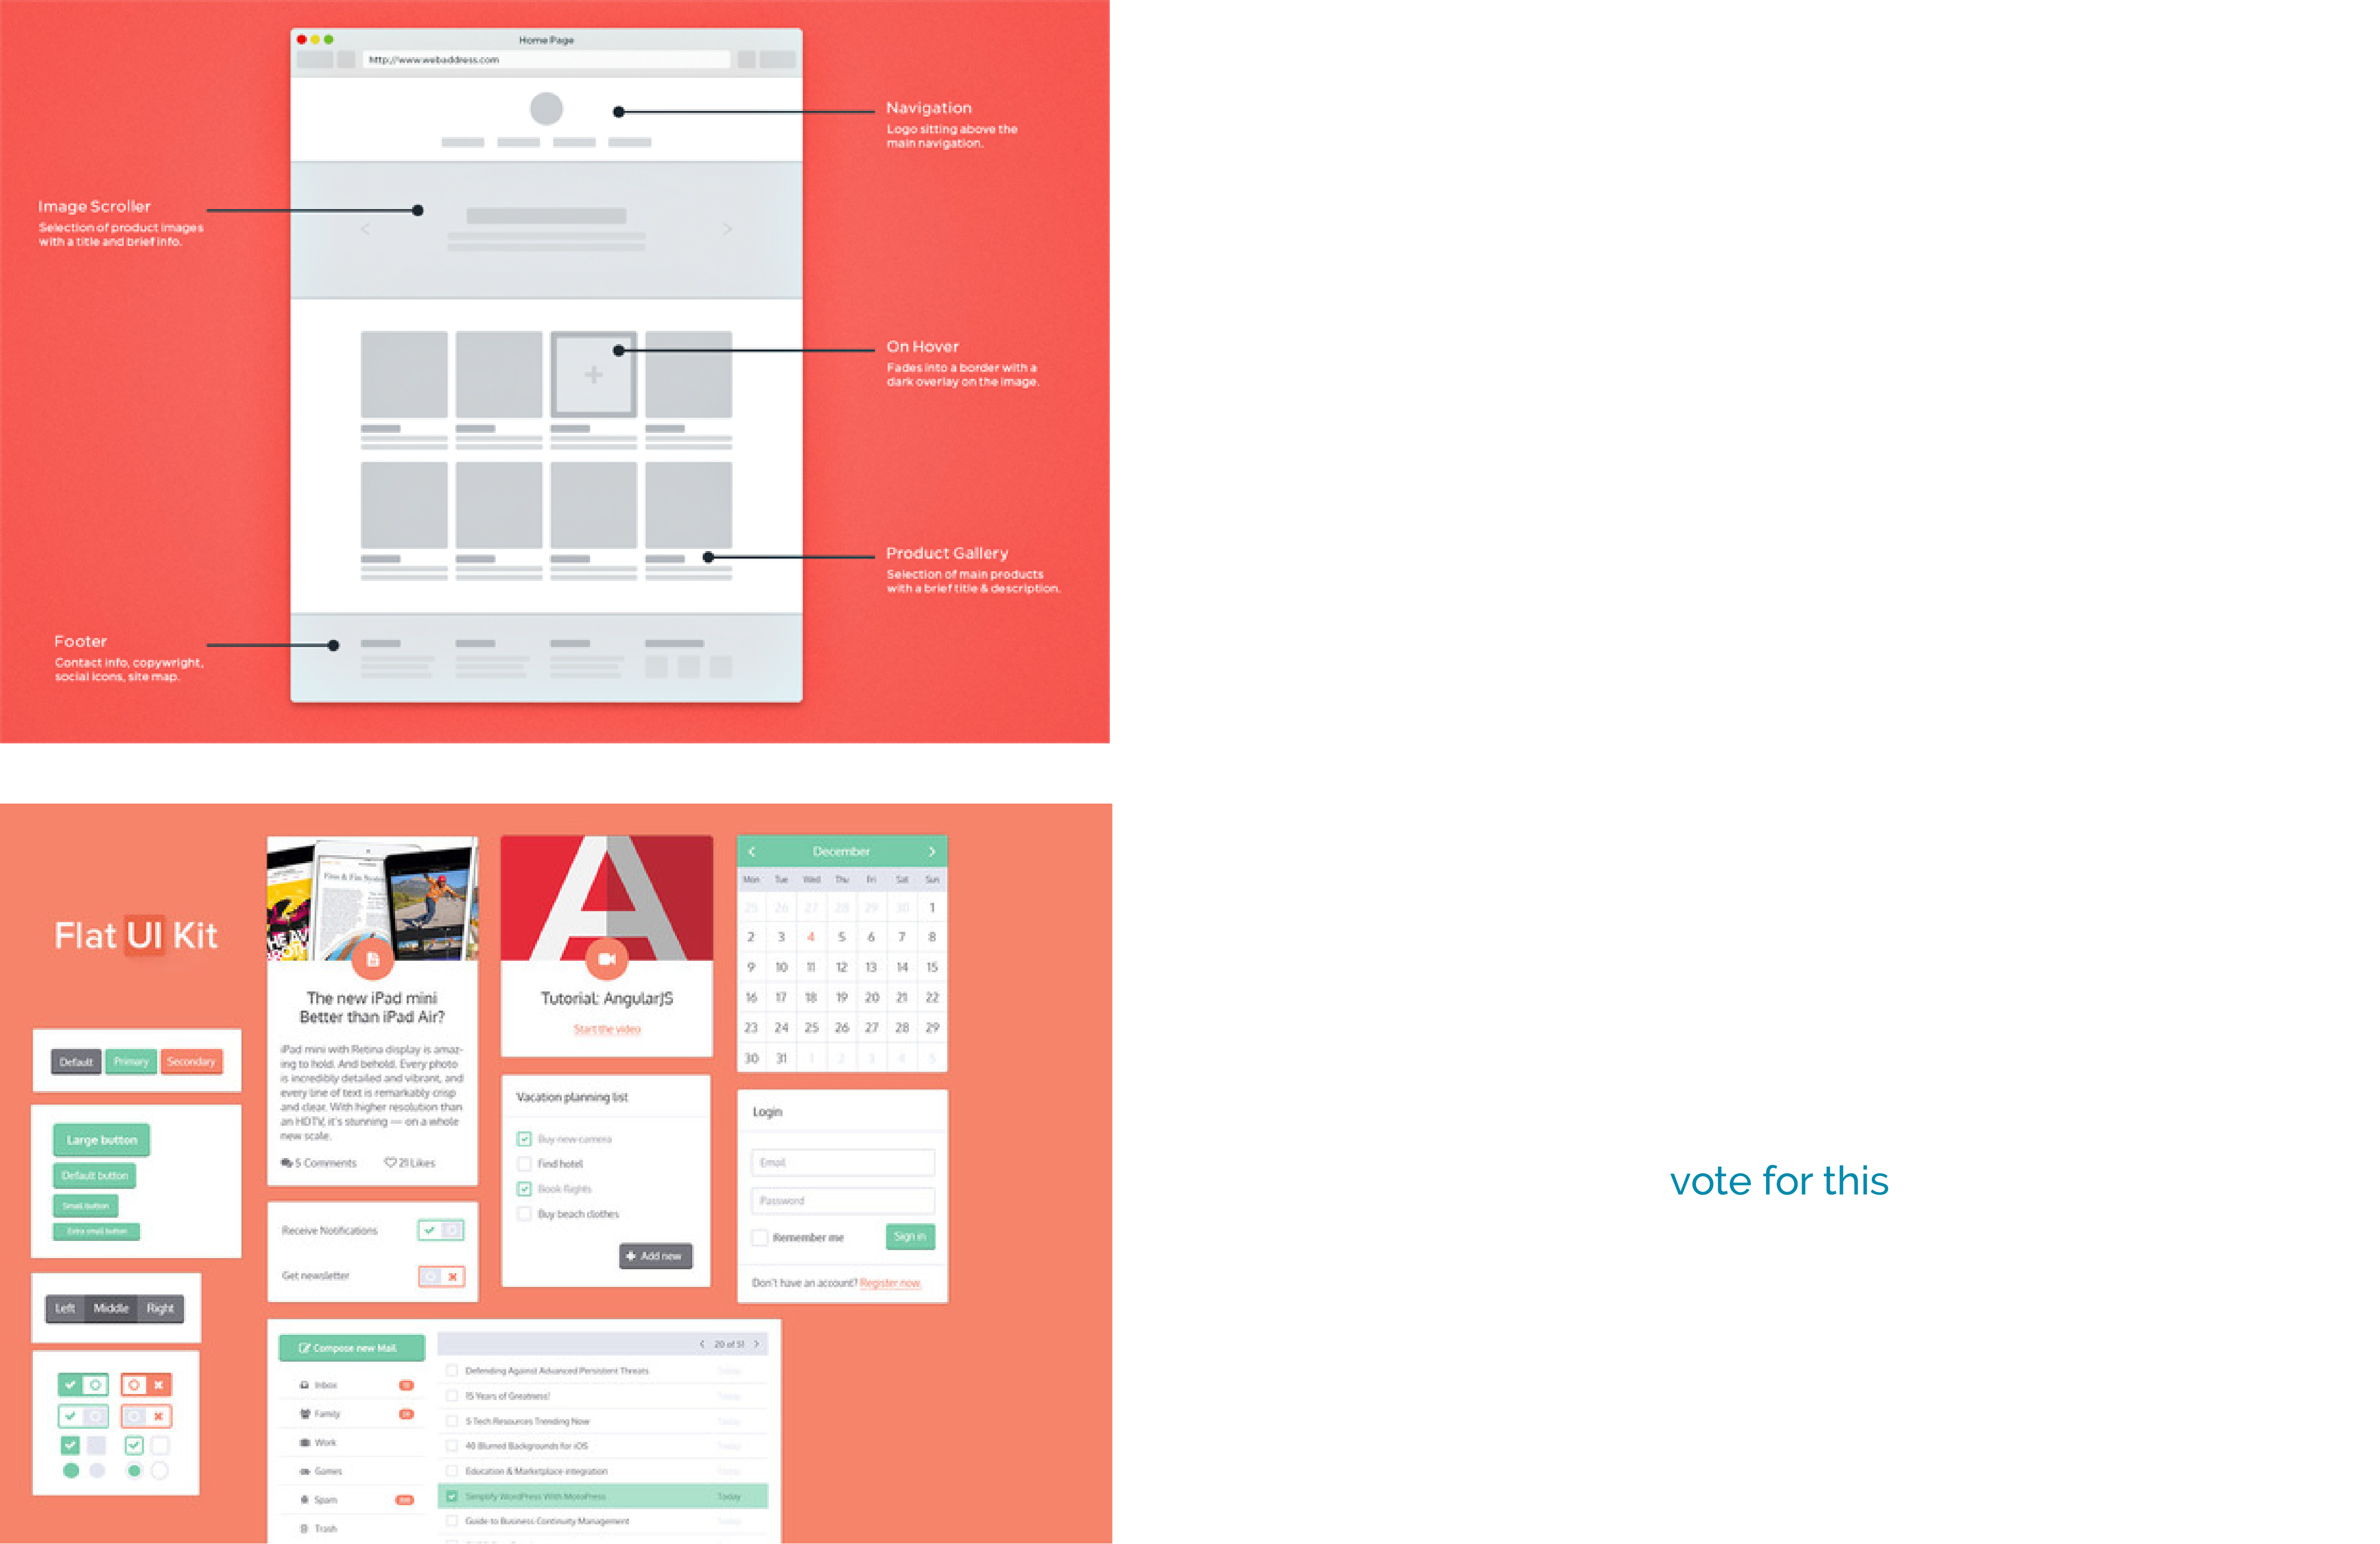 Home Page
http://www.webaddress.com
Navigation
Logo sitting above the
main navigation.
Image Scroller
Selection of product images
with a title and brief info.
On Hover
Fades into a border with a
dark overlay on the image.
Product Gallery
Selection of main products
with a brief title & description.
Footer
Contact info, copywright,
social icons, site map.
Flat UI Kit
Default Primary Secondary
Large button
Default button
Small button
Extra small button
Left Middle Right
The new iPad mini
Better than iPad Air?
iPad mini with Retina display is amaz-
ing to hold. And behold. Every photo
is incredibly detailed and vibrant, and
every line of text is remarkably crisp
and clear. With higher resolution than
an HDTV, it's stunning — on a whole
new scale.
5 Comments 21 Likes
Receive Notifications
Get newsletter
Tutorial: AngularJS
Start the video
Vacation planning list
Buy new camera
Find hotel
Book flights
Buy beach clothes
Add new
December
Mon Tue Wed Thu Fri Sat Sun
25 26 27 28 29 30 1
2 3 4 5 6 7 8
9 10 11 12 13 14 15
16 17 18 19 20 21 22
23 24 25 26 27 28 29
30 31 1 2 3 4 5
Login
Email
Password
Remember me Sign in
Don't have an account? Register now.
Compose new Mail
Inbox
Family
Work
Games
Spam
Trash
20 of 51
Defending Against Advanced Persistent Threats Today
15 Years of Greatness! Today
5 Tech Resources Trending Now Today
40 Blurred Backgrounds for iOS Today
Education & Marketplace integration Today
Simplify WordPress With MotoPress Today
Guide to Business Continuity Management Today
vote for this